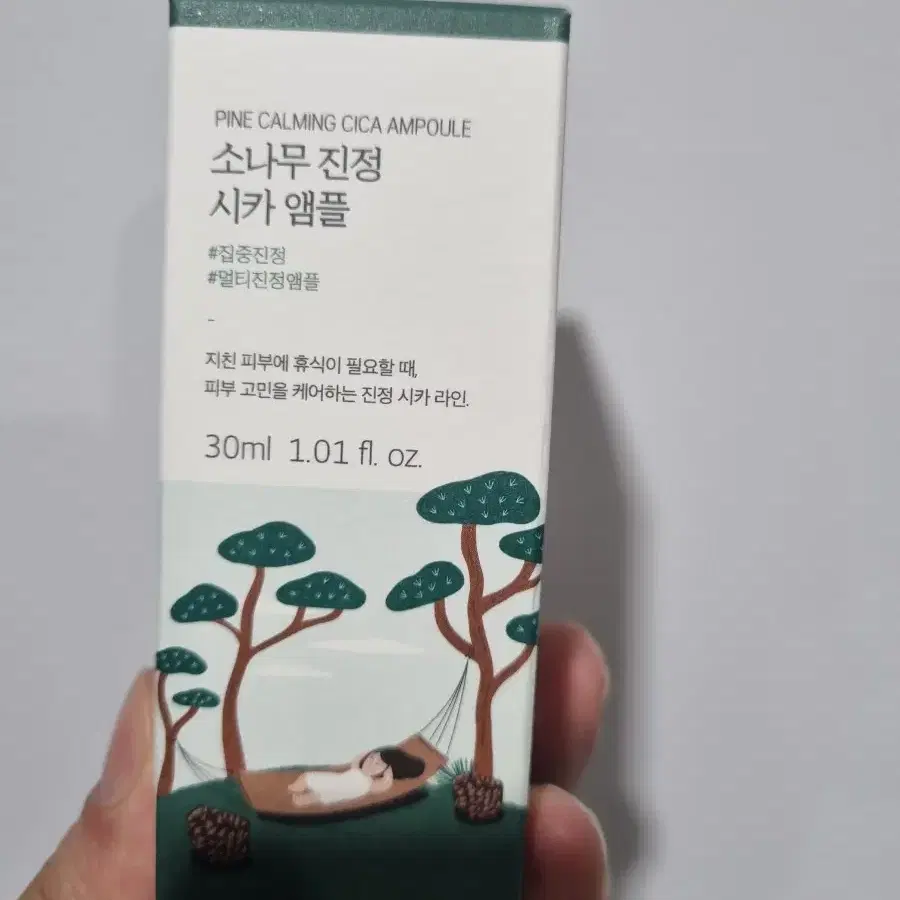 PINE CALMING CICA AMPOULE
소나무 진정
시카 앰플
#집중진정
#멀티진정앰플
-
지친 피부에 휴식이 필요할 때,
피부 고민을 케어하는 진정 시카 라인.
30ml 1.01 fl. oz.